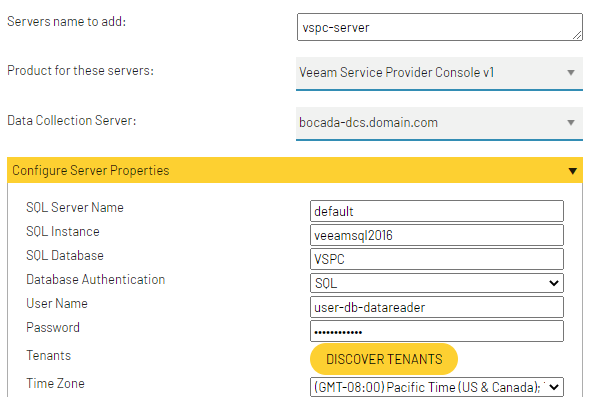 Servers name to add: vspc-server
Product for these servers: Veeam Service Provider Console v1
Data Collection Server: bocada-dcs.domain.com
Configure Server Properties
SQL Server Name default
SQL Instance veeamsql2016
SQL Database VSPC
Database Authentication SQL
User Name user-db-datareader
Password ••••••••••••
Tenants DISCOVER TENANTS
Time Zone (GMT-08:00) Pacific Time (US & Canada);